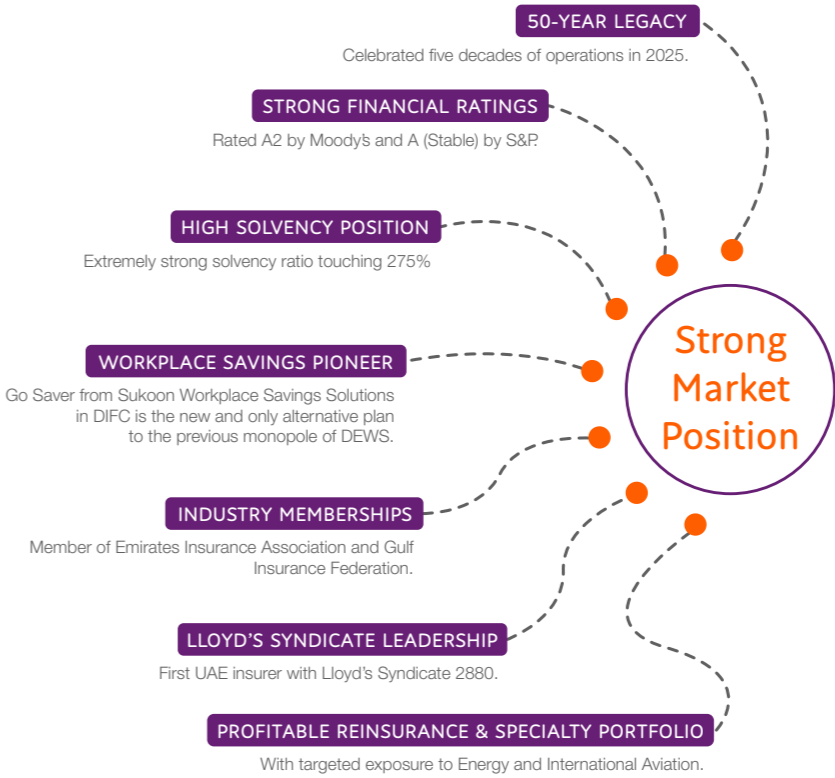 50-YEAR LEGACY
Celebrated five decades of operations in 2025.
STRONG FINANCIAL RATINGS
Rated A2 by Moody's and A (Stable) by S&P.
HIGH SOLVENCY POSITION
Extremely strong solvency ratio touching 275%
WORKPLACE SAVINGS PIONEER
Go Saver from Sukoon Workplace Savings Solutions
in DIFC is the new and only alternative plan
to the previous monopole of DEWS.
INDUSTRY MEMBERSHIPS
Member of Emirates Insurance Association and Gulf
Insurance Federation.
LLOYD'S SYNDICATE LEADERSHIP
First UAE insurer with Lloyd's Syndicate 2880.
PROFITABLE REINSURANCE & SPECIALTY PORTFOLIO
With targeted exposure to Energy and International Aviation.
Strong
Market
Position